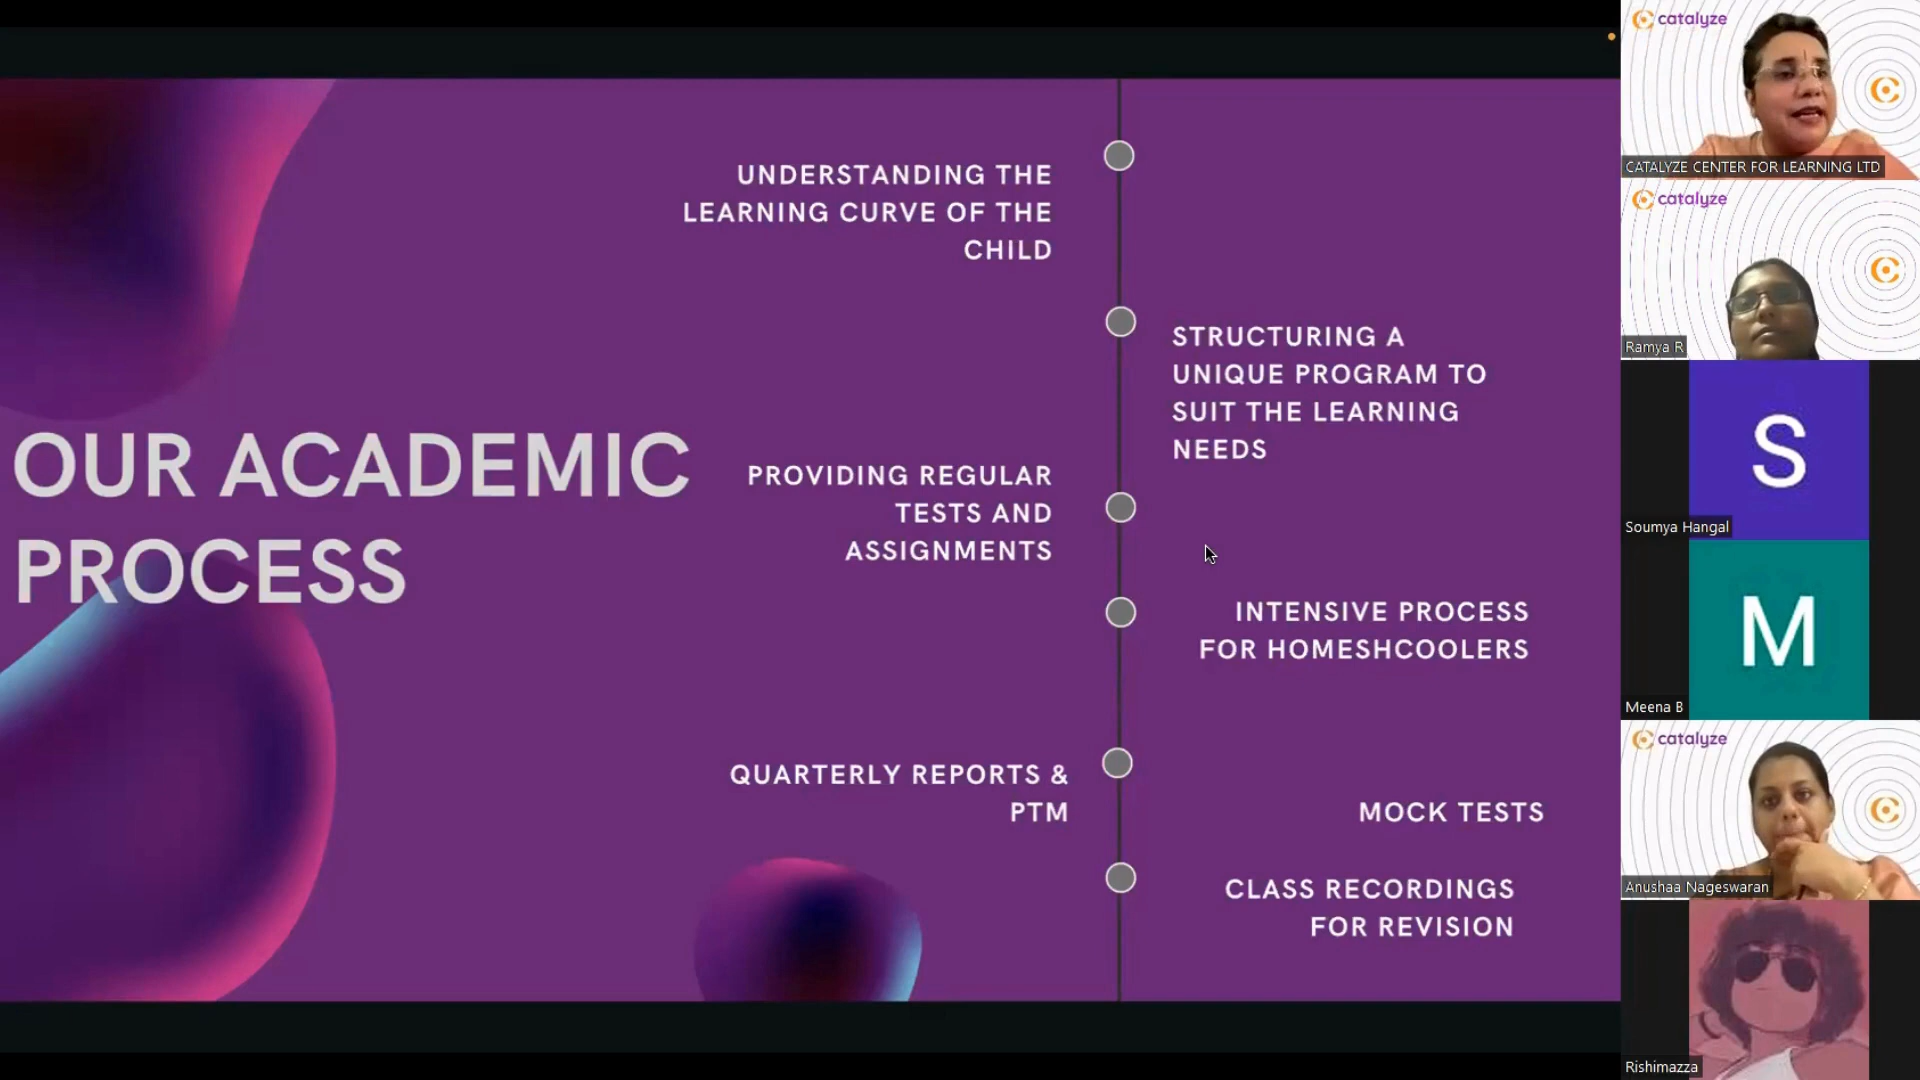 OUR ACADEMIC
PROCESS
UNDERSTANDING THE
LEARNING CURVE OF THE
CHILD
STRUCTURING A
UNIQUE PROGRAM TO
SUIT THE LEARNING
NEEDS
PROVIDING REGULAR
TESTS AND
ASSIGNMENTS
INTENSIVE PROCESS
FOR HOMESHCOOLERS
QUARTERLY REPORTS &
PTM
MOCK TESTS
CLASS RECORDINGS
FOR REVISION
catalyze
CATALYZE CENTER FOR LEARNING LTD
catalyze
Ramya R
S
Soumya Hangal
M
Meena B
catalyze
Anushaa Nageswaran
Rishimazza